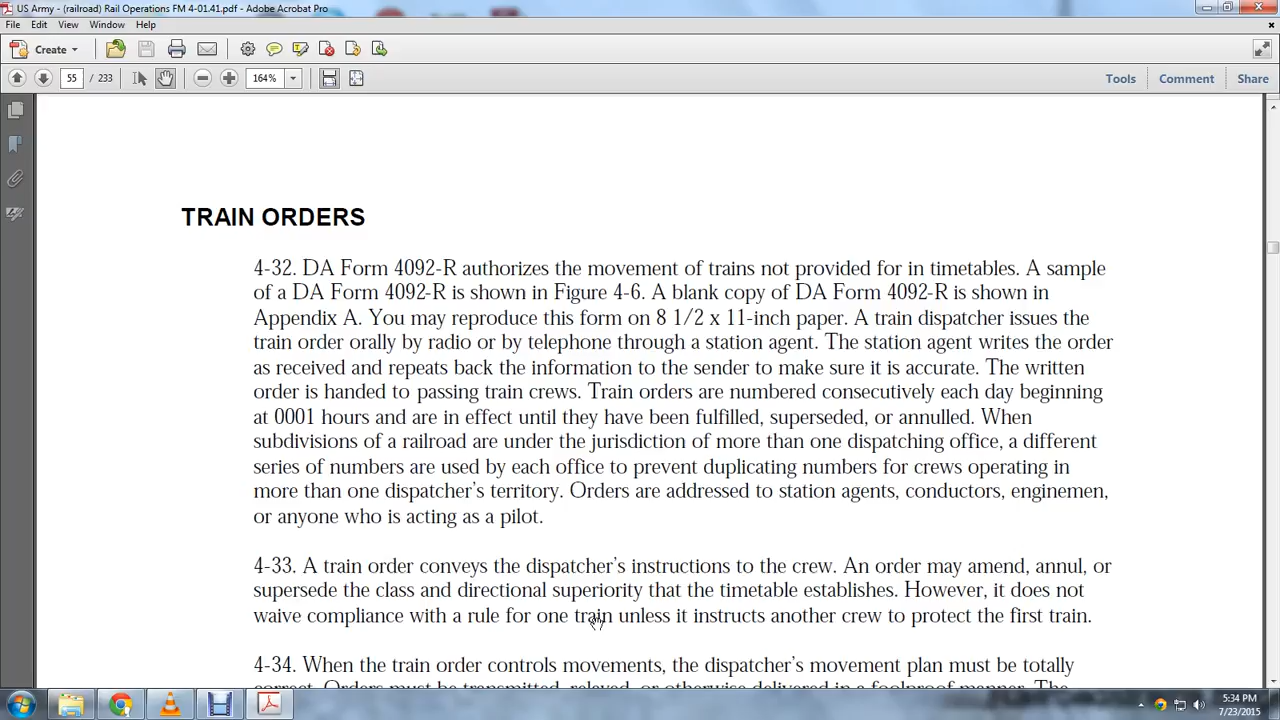 US Army - (railroad) Rail Operations FM 4-01.41.pdf - Adobe Acrobat Pro
File Edit View Window Help
Create
55 / 233 164% Tools Comment Share
TRAIN ORDERS
4-32. DA Form 4092-R authorizes the movement of trains not provided for in timetables. A sample
of a DA Form 4092-R is shown in Figure 4-6. A blank copy of DA Form 4092-R is shown in
Appendix A. You may reproduce this form on 8 1/2 x 11-inch paper. A train dispatcher issues the
train order orally by radio or by telephone through a station agent. The station agent writes the order
as received and repeats back the information to the sender to make sure it is accurate. The written
order is handed to passing train crews. Train orders are numbered consecutively each day beginning
at 0001 hours and are in effect until they have been fulfilled, superseded, or annulled. When
subdivisions of a railroad are under the jurisdiction of more than one dispatching office, a different
series of numbers are used by each office to prevent duplicating numbers for crews operating in
more than one dispatcher's territory. Orders are addressed to station agents, conductors, enginemen,
or anyone who is acting as a pilot.
4-33. A train order conveys the dispatcher's instructions to the crew. An order may amend, annul, or
supersede the class and directional superiority that the timetable establishes. However, it does not
waive compliance with a rule for one train unless it instructs another crew to protect the first train.
4-34. When the train order controls movements, the dispatcher's movement plan must be totally
correct. Orders must be transmitted, relayed, or otherwise delivered in a foolproof manner. The
5:34 PM
7/23/2015